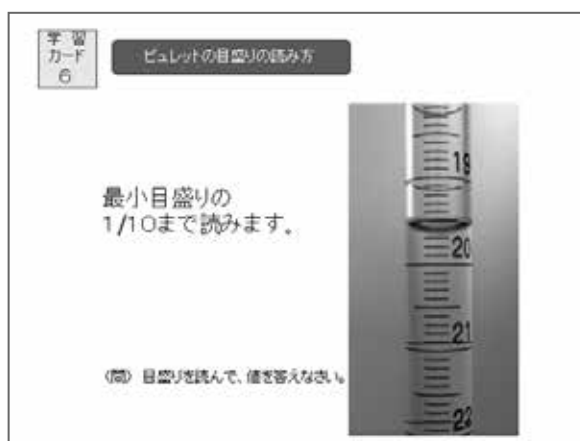 学習
カード
6
ビュレットの目盛りの読み方
最小目盛りの
1/10まで読みます。
19
20
21
22
〈問〉 目盛りを読んで、値を答えなさい。